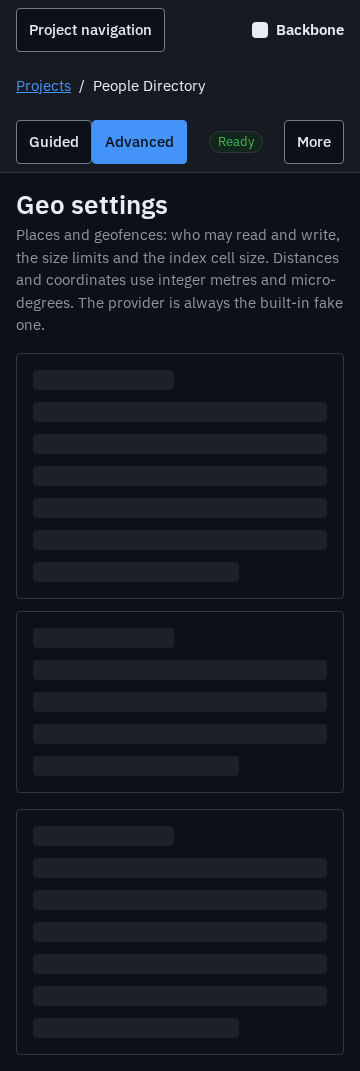 Project navigation
Backbone
Projects / People Directory
Guided
Advanced
Ready
More
Geo settings
Places and geofences: who may read and write,
the size limits and the index cell size. Distances
and coordinates use integer metres and micro-
degrees. The provider is always the built-in fake
one.